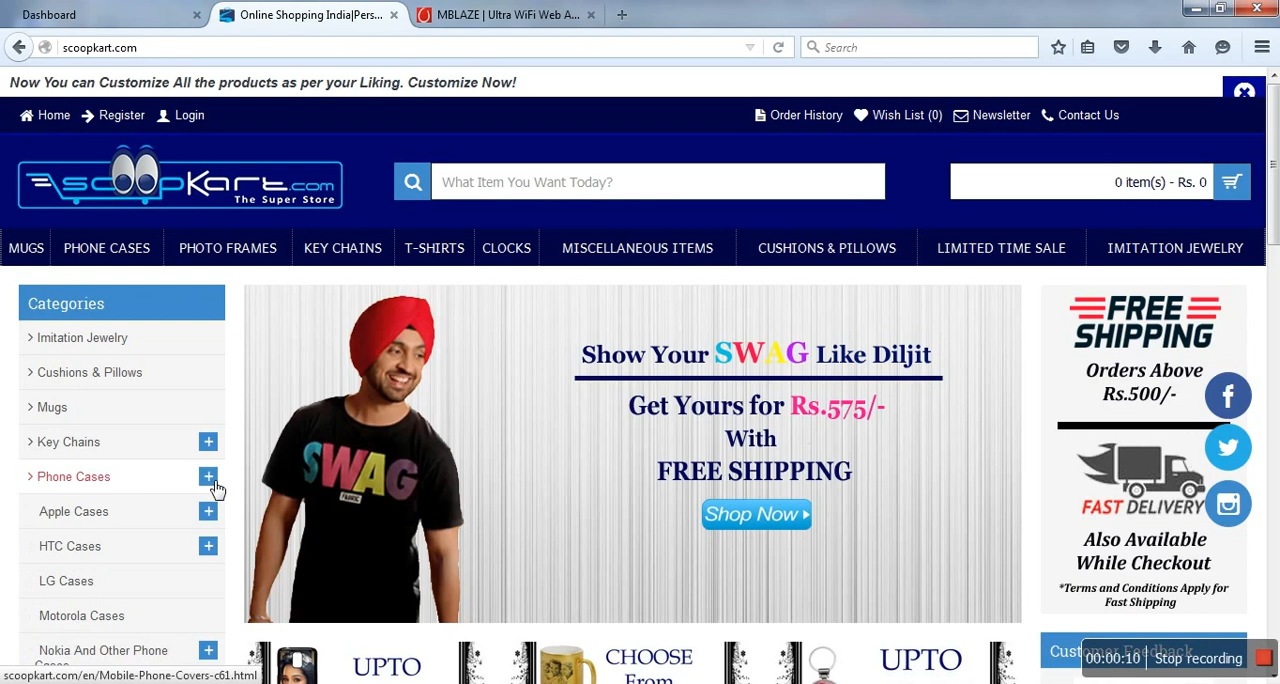 Dashboard
Online Shopping India|Pers...
MBLAZE | Ultra WiFi Web A...
scoopkart.com
Search
Now You can Customize All the products as per your Liking. Customize Now!
Home
Register
Login
Order History
Wish List (0)
Newsletter
Contact Us
scoopKart.com
The Super Store
What Item You Want Today?
0 item(s) - Rs. 0
MUGS
PHONE CASES
PHOTO FRAMES
KEY CHAINS
T-SHIRTS
CLOCKS
MISCELLANEOUS ITEMS
CUSHIONS & PILLOWS
LIMITED TIME SALE
IMITATION JEWELRY
Categories
Imitation Jewelry
Cushions & Pillows
Mugs
Key Chains
Phone Cases
Apple Cases
HTC Cases
LG Cases
Motorola Cases
Nokia And Other Phone
Cases
SWAG
Show Your SWAG Like Diljit
Get Yours for Rs.575/-
With
FREE SHIPPING
Shop Now
FREE
SHIPPING
Orders Above
Rs.500/-
FAST DELIVERY
Also Available
While Checkout
*Terms and Conditions Apply for
Fast Shipping
UPTO
CHOOSE
From
UPTO
Customer Feedback
00:00:10
Stop recording
scoopkart.com/en/Mobile-Phone-Covers-c61.html